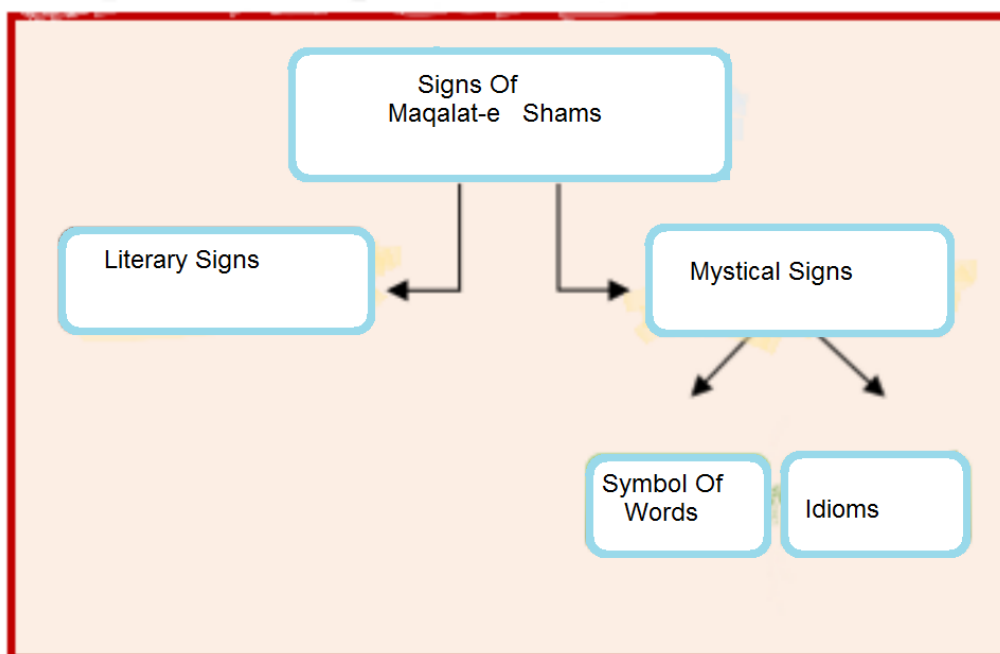 Signs Of
Maqalat-e Shams
Literary Signs
Mystical Signs
Symbol Of
Words
Idioms